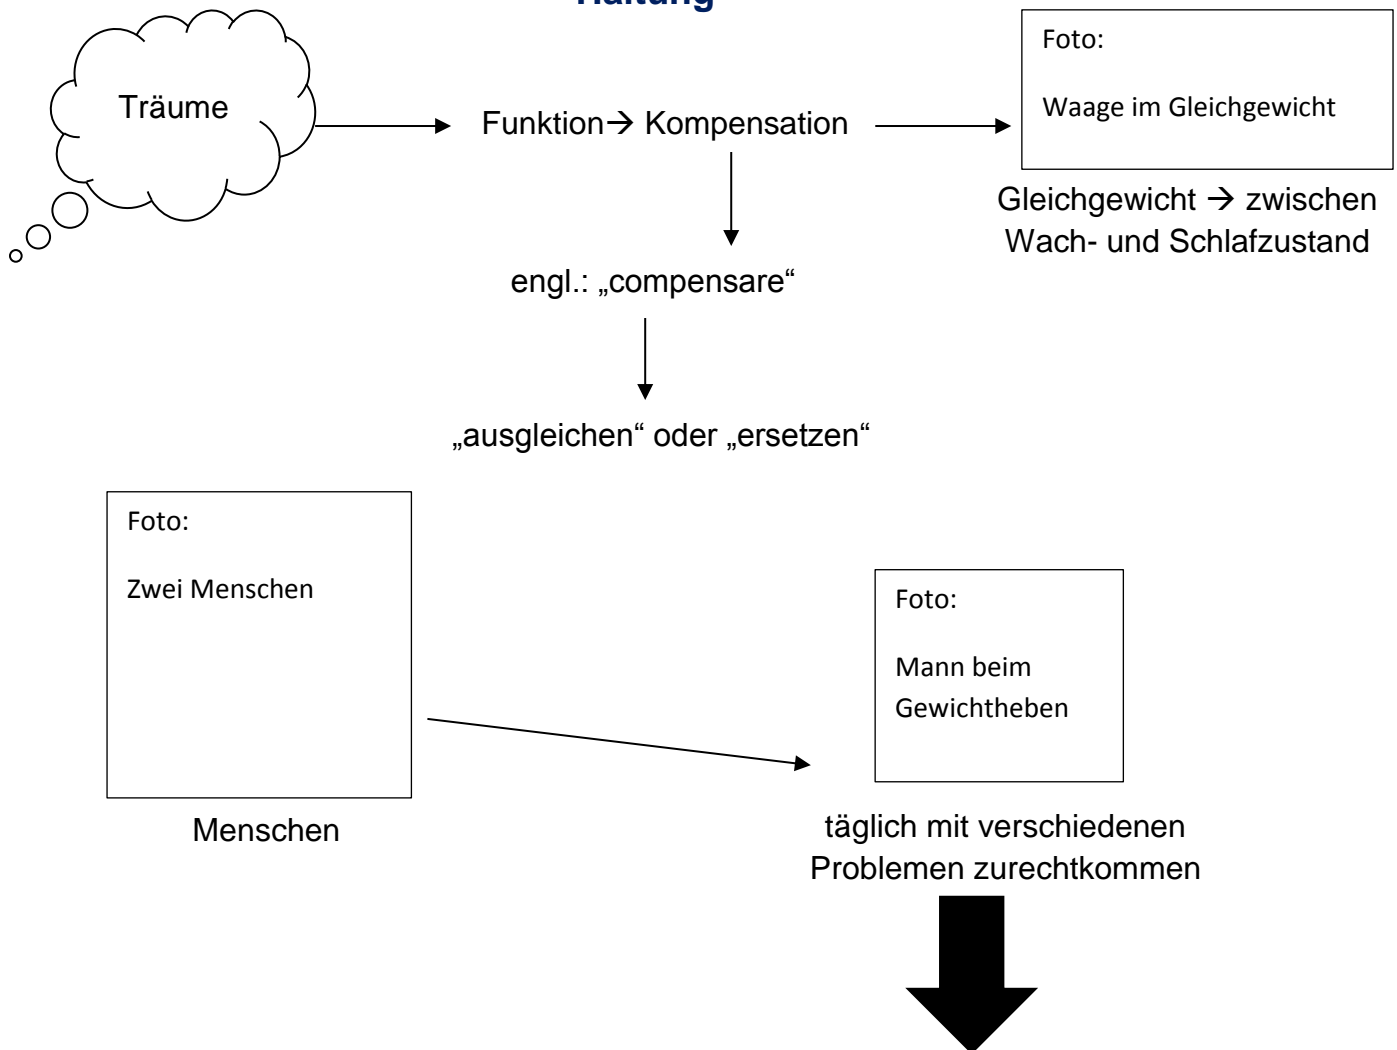 Haltung
Träume
Funktion→ Kompensation
Foto:
Waage im Gleichgewicht
Gleichgewicht → zwischen
Wach- und Schlafzustand
engl.: „compensare“
„ausgleichen“ oder „ersetzen“
Foto:
Zwei Menschen
Menschen
Foto:
Mann beim
Gewichtheben
täglich mit verschiedenen
Problemen zurechtkommen